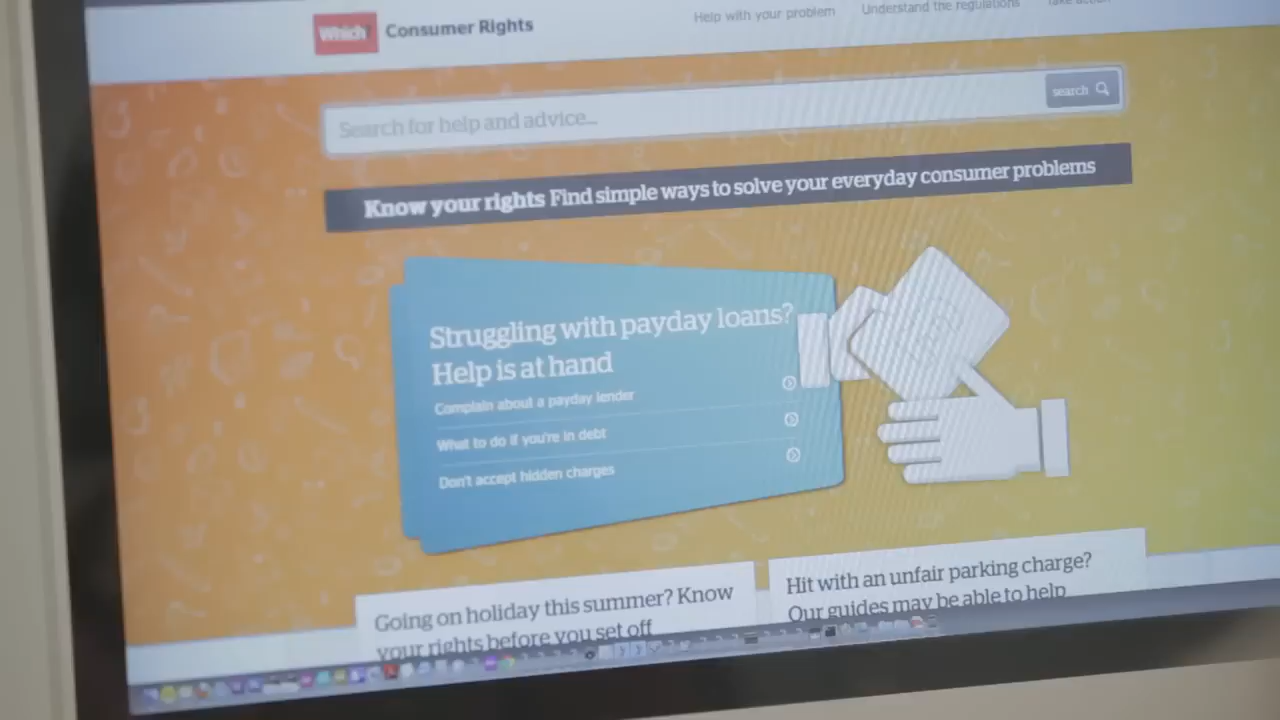 Which? Consumer Rights
Help with your problem
Understand the regulations
Take action
Search for help and advice...
search
Know your rights Find simple ways to solve your everyday consumer problems
Struggling with payday loans?
Help is at hand
Complain about a payday lender
What to do if you're in debt
Don't accept hidden charges
Going on holiday this summer? Know
your rights before you set off
Hit with an unfair parking charge?
Our guides may be able to help